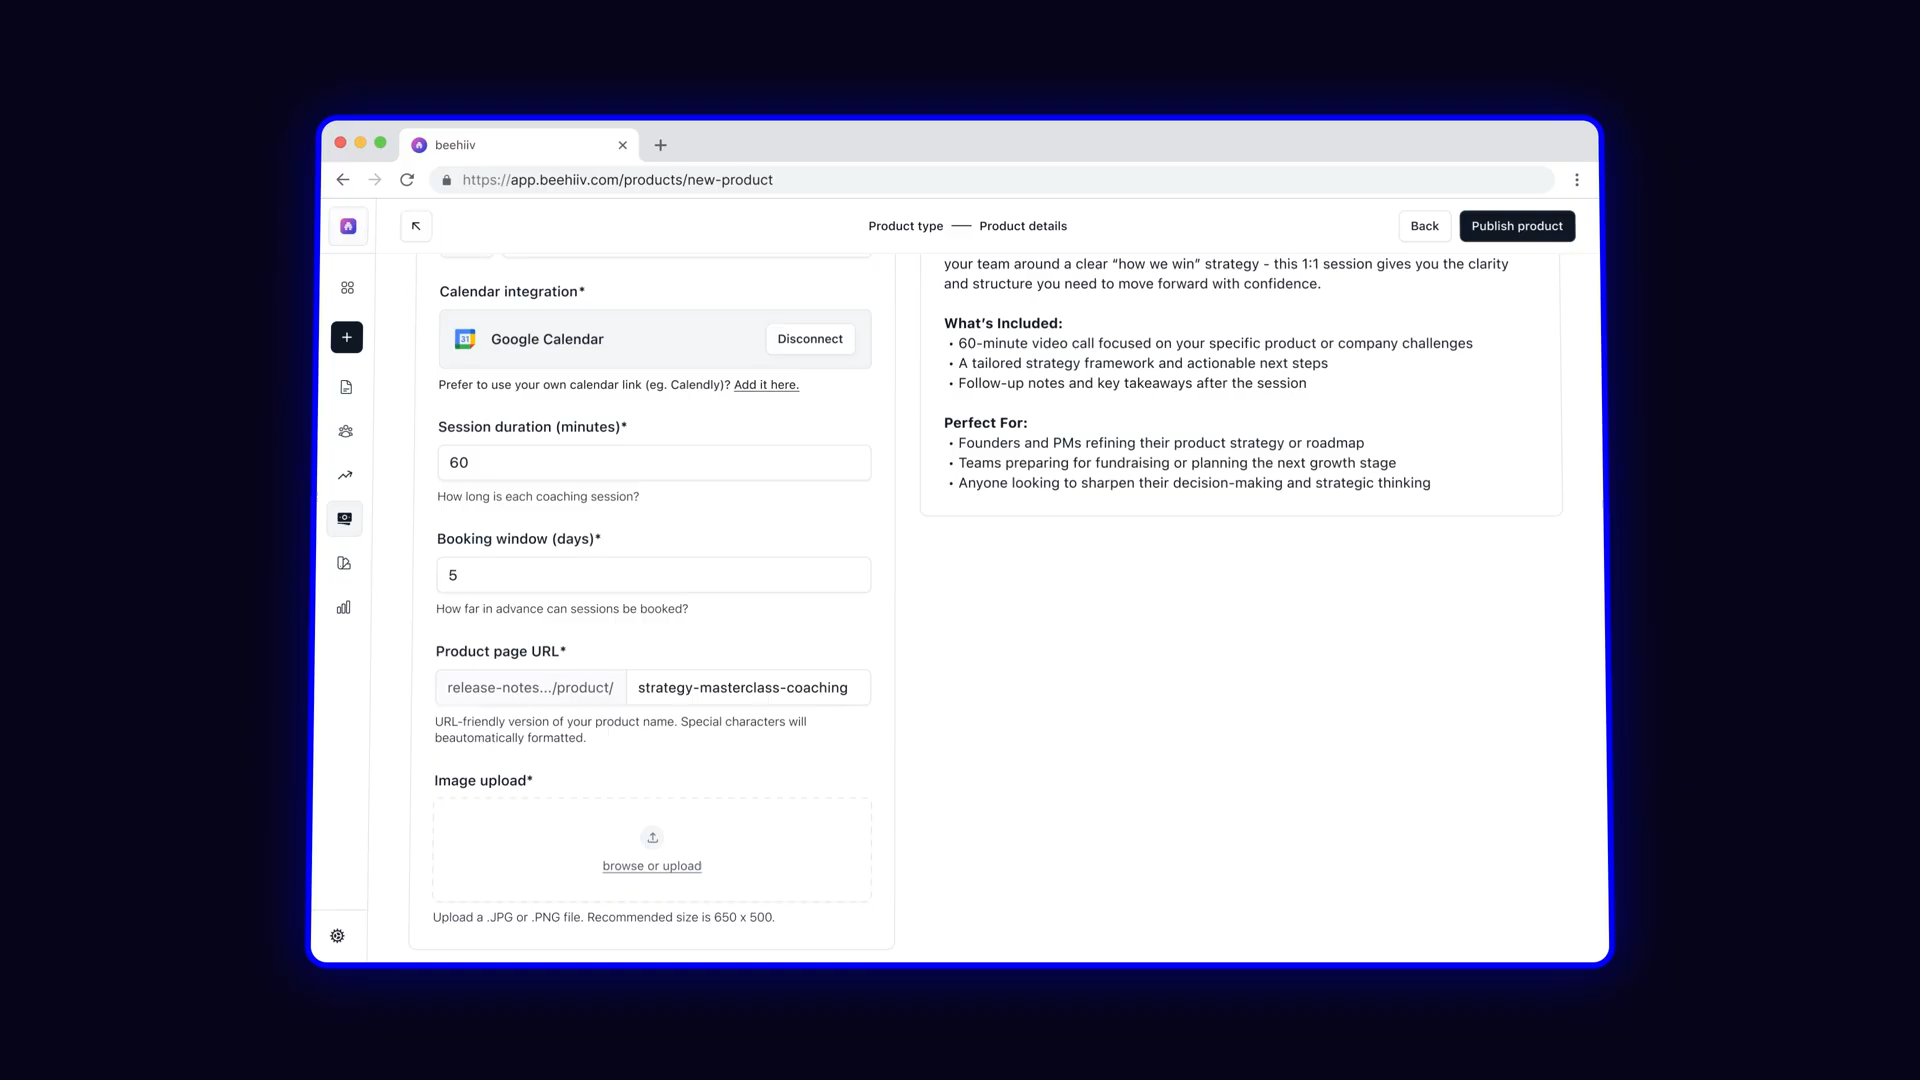 beehiiv
https://app.beehiiv.com/products/new-product
Product type — Product details
Back
Publish product
Calendar integration*
31
Google Calendar
Disconnect
Prefer to use your own calendar link (eg. Calendly)? Add it here.
Session duration (minutes)*
60
How long is each coaching session?
Booking window (days)*
5
How far in advance can sessions be booked?
Product page URL*
release-notes.../product/
strategy-masterclass-coaching
URL-friendly version of your product name. Special characters will
beautomatically formatted.
Image upload*
browse or upload
Upload a .JPG or .PNG file. Recommended size is 650 x 500.
your team around a clear “how we win” strategy - this 1:1 session gives you the clarity
and structure you need to move forward with confidence.
What’s Included:
• 60-minute video call focused on your specific product or company challenges
• A tailored strategy framework and actionable next steps
• Follow-up notes and key takeaways after the session
Perfect For:
• Founders and PMs refining their product strategy or roadmap
• Teams preparing for fundraising or planning the next growth stage
• Anyone looking to sharpen their decision-making and strategic thinking